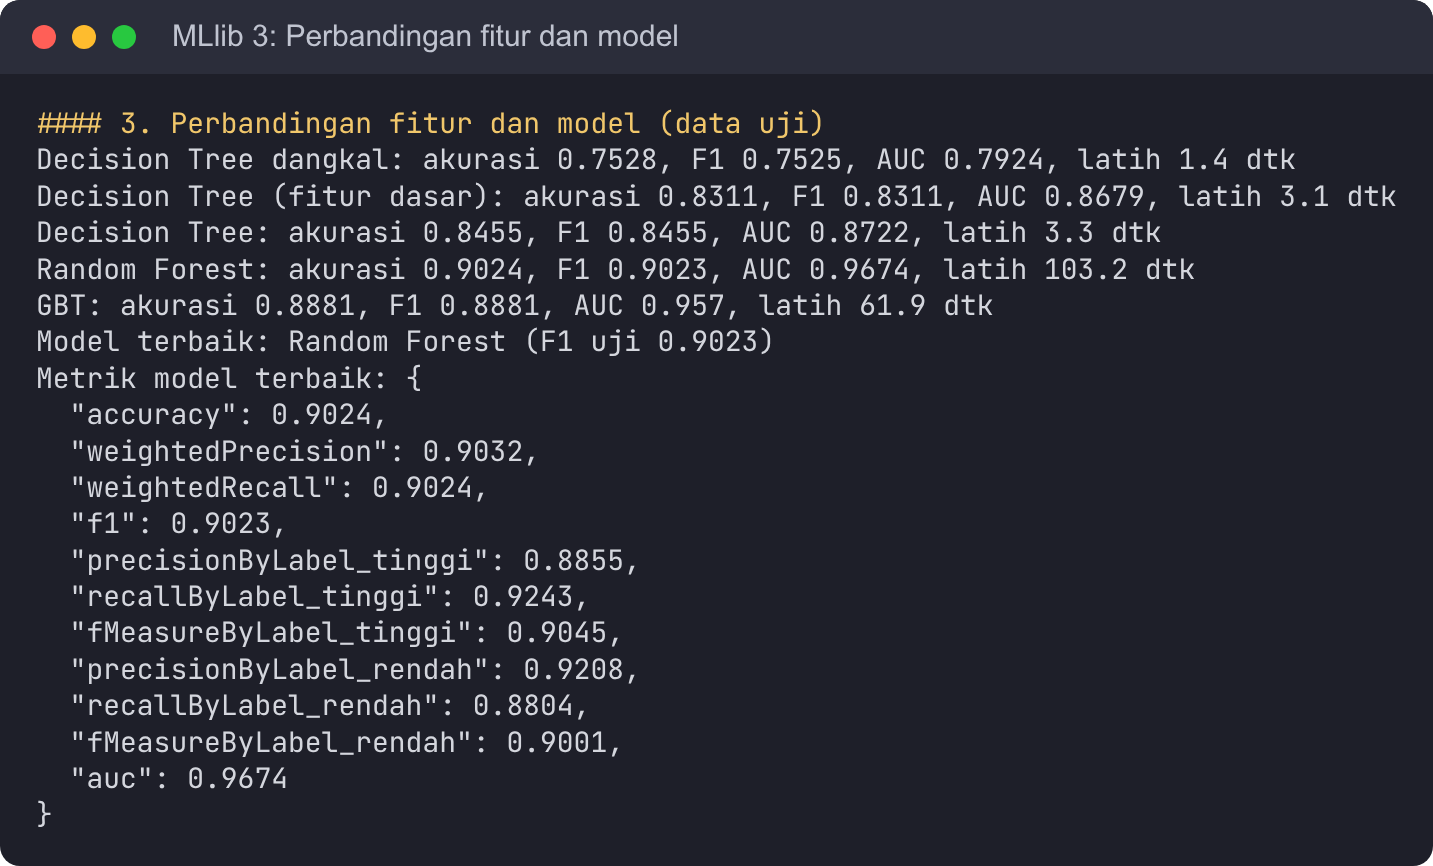 MLlib 3: Perbandingan fitur dan model
#### 3. Perbandingan fitur dan model (data uji)
Decision Tree dangkal: akurasi 0.7528, F1 0.7525, AUC 0.7924, latih 1.4 dtk
Decision Tree (fitur dasar): akurasi 0.8311, F1 0.8311, AUC 0.8679, latih 3.1 dtk
Decision Tree: akurasi 0.8455, F1 0.8455, AUC 0.8722, latih 3.3 dtk
Random Forest: akurasi 0.9024, F1 0.9023, AUC 0.9674, latih 103.2 dtk
GBT: akurasi 0.8881, F1 0.8881, AUC 0.957, latih 61.9 dtk
Model terbaik: Random Forest (F1 uji 0.9023)
Metrik model terbaik: {
  "accuracy": 0.9024,
  "weightedPrecision": 0.9032,
  "weightedRecall": 0.9024,
  "f1": 0.9023,
  "precisionByLabel_tinggi": 0.8855,
  "recallByLabel_tinggi": 0.9243,
  "fMeasureByLabel_tinggi": 0.9045,
  "precisionByLabel_rendah": 0.9208,
  "recallByLabel_rendah": 0.8804,
  "fMeasureByLabel_rendah": 0.9001,
  "auc": 0.9674
}